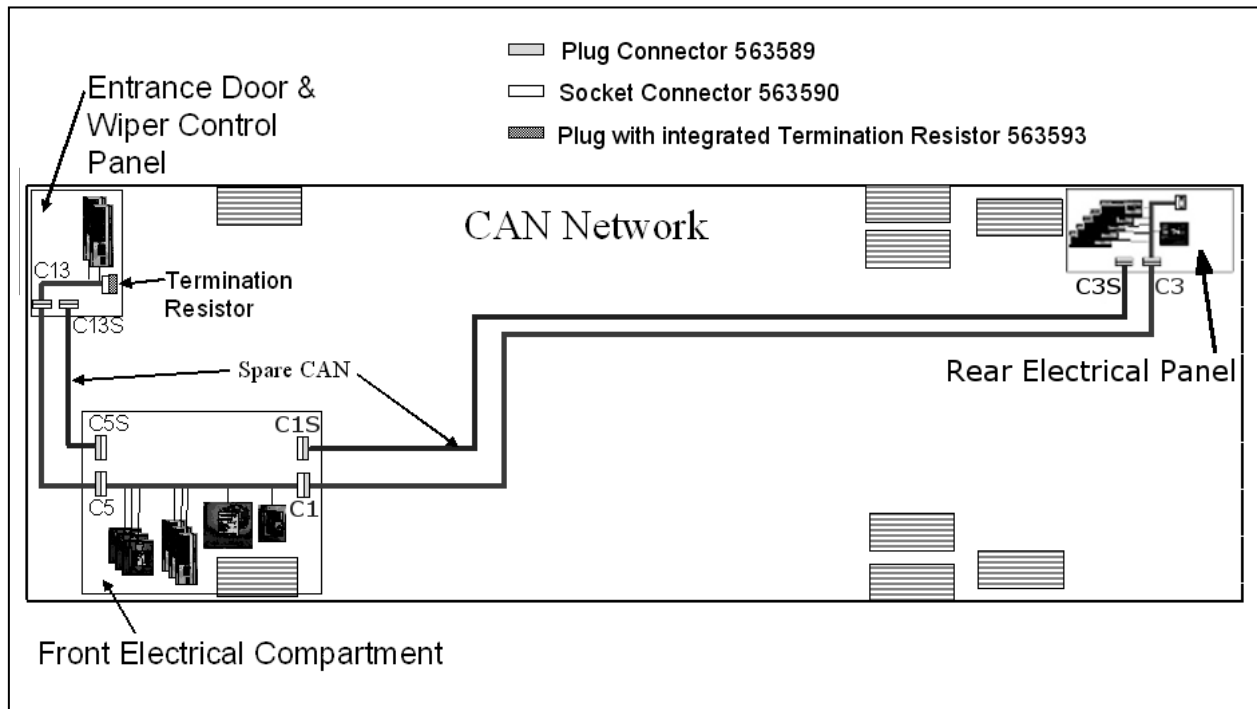 Plug Connector 563589
Socket Connector 563590
Plug with integrated Termination Resistor 563593
Entrance Door &
Wiper Control
Panel
CAN Network
C13
Termination
Resistor
C13S
C3S
C3
Rear Electrical Panel
Spare CAN
C5S
C1S
C5
C1
Front Electrical Compartment